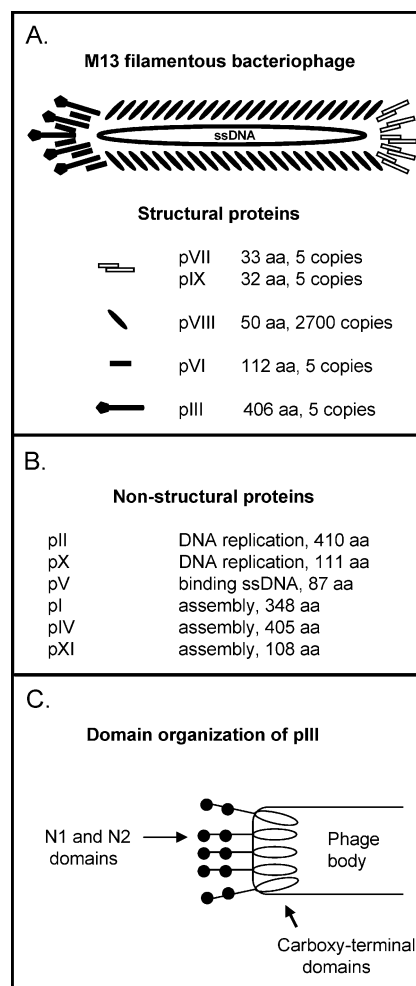 A.
M13 filamentous bacteriophage
ssDNA
Structural proteins
pVII 33 aa, 5 copies
pIX 32 aa, 5 copies
pVIII 50 aa, 2700 copies
pVI 112 aa, 5 copies
pIII 406 aa, 5 copies
B.
Non-structural proteins
pII DNA replication, 410 aa
pX DNA replication, 111 aa
pV binding ssDNA, 87 aa
pI assembly, 348 aa
pIV assembly, 405 aa
pXI assembly, 108 aa
C.
Domain organization of pIII
N1 and N2
domains
Phage
body
Carboxy-terminal
domains